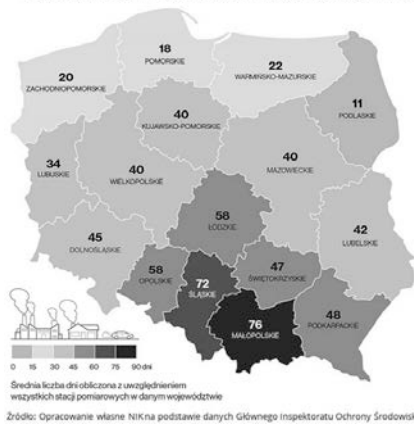 18
POMORSKIE
20
ZACHODNIOPOMORSKIE
22
WARMIŃSKO-MAZURSKIE
11
PODLASKIE
40
KUJAWSKO-POMORSKIE
34
LUBUSKIE
40
WIELKOPOLSKIE
40
MAZOWIECKIE
58
ŁÓDZKIE
42
LUBELSKIE
45
DOLNOŚLĄSKIE
58
OPOLSKIE
72
ŚLĄSKIE
47
ŚWIĘTOKRZYSKIE
76
MAŁOPOLSKIE
48
PODKARPACKIE
0 15 30 45 60 75 90 dni
Średnia liczba dni obliczona z uwzględnieniem
wszystkich stacji pomiarowych w danym województwie
Źródło: Opracowanie własne NIK na podstawie danych Głównego Inspektoratu Ochrony Środowisk